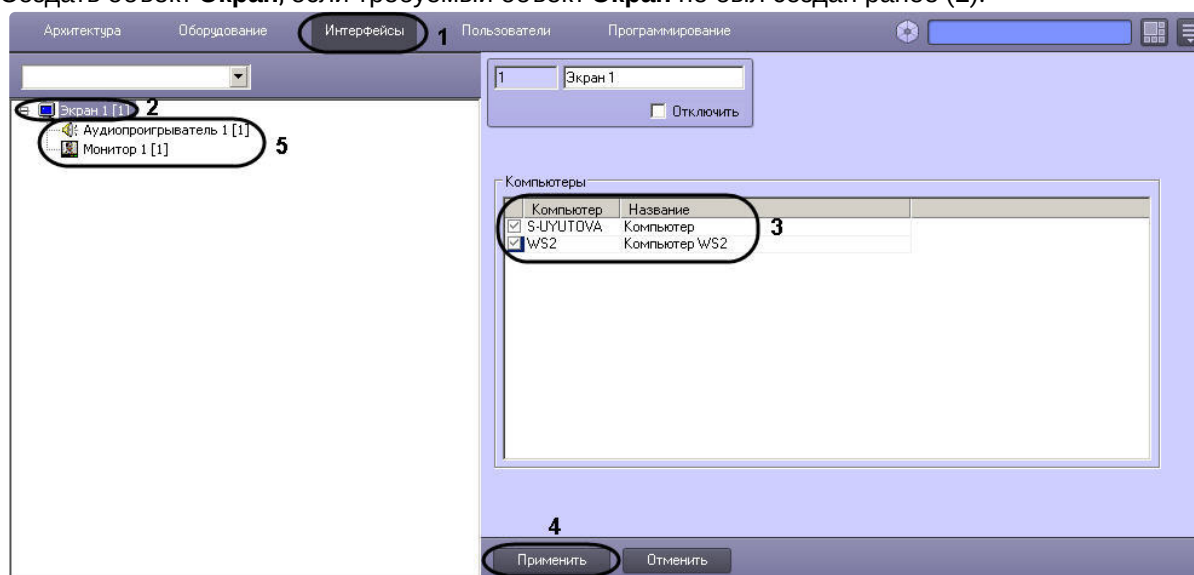 Создать объект Экран, если требуемый объект Экран не был создан ранее (2).
Архитектура Оборудование Интерфейсы 1 Пользователи Программирование
1 Экран 1
Отключить
Экран 1 [1] 2
Аудиопроигрыватель 1 [1]
Монитор 1 [1]
5
Компьютеры
Компьютер Название
S-UYUTOVA Компьютер
WS2 Компьютер WS2
3
4
Применить Отменить